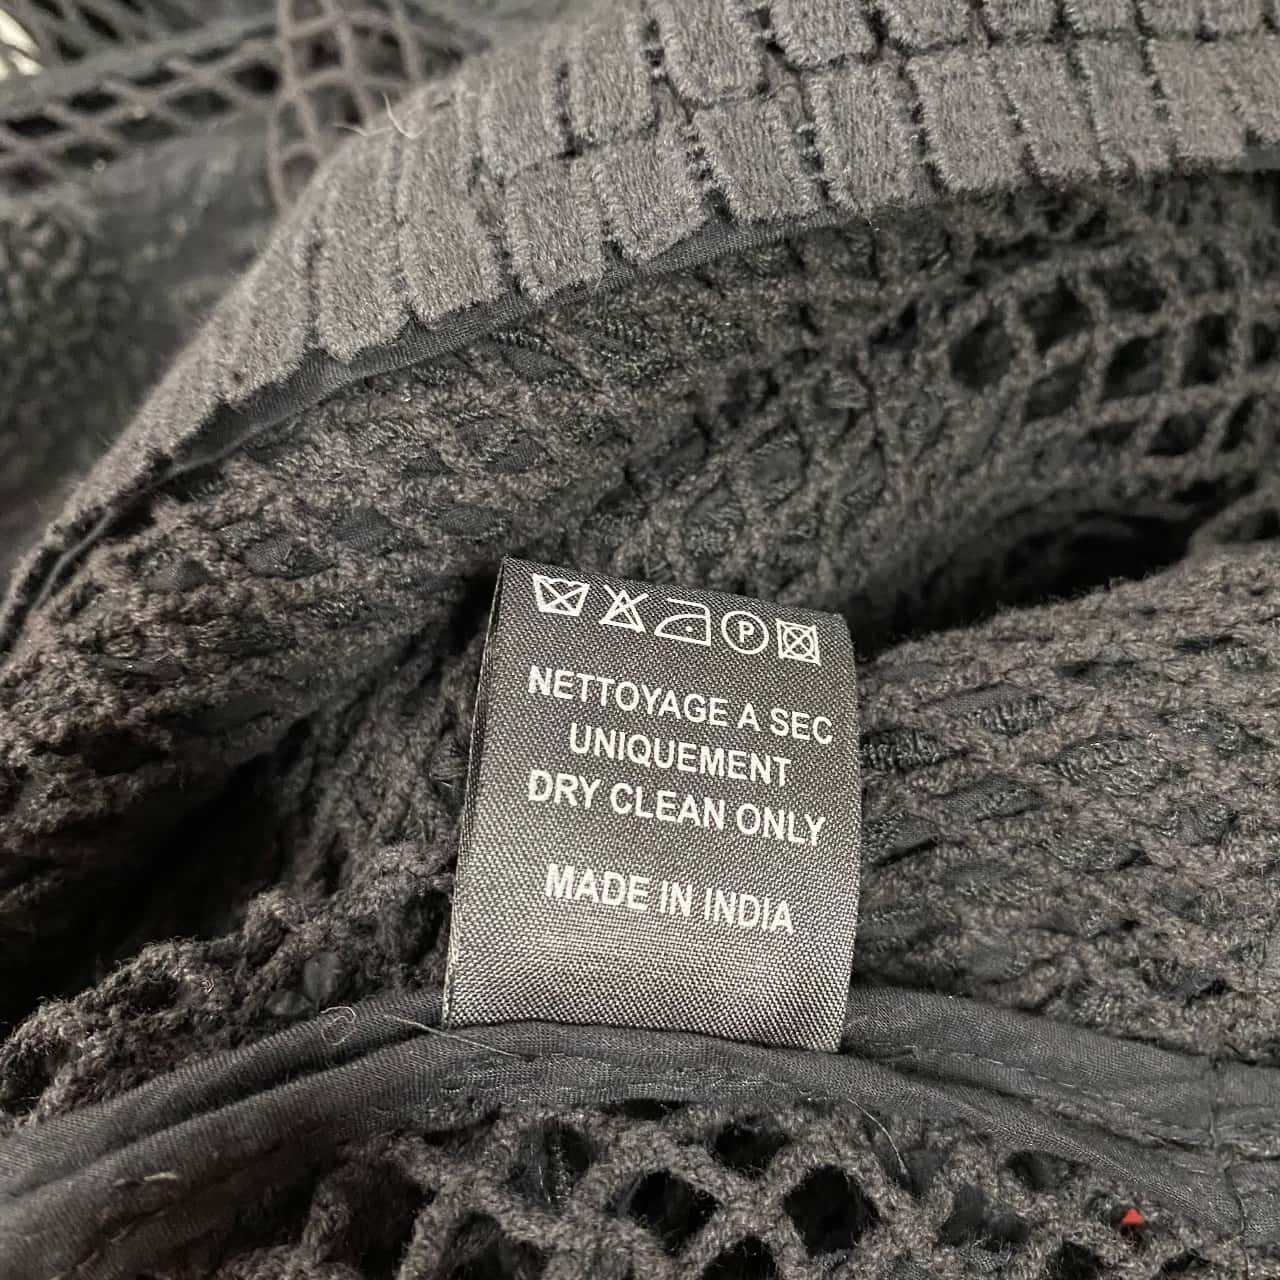 P
NETTOYAGE A SEC
UNIQUEMENT
DRY CLEAN ONLY
MADE IN INDIA